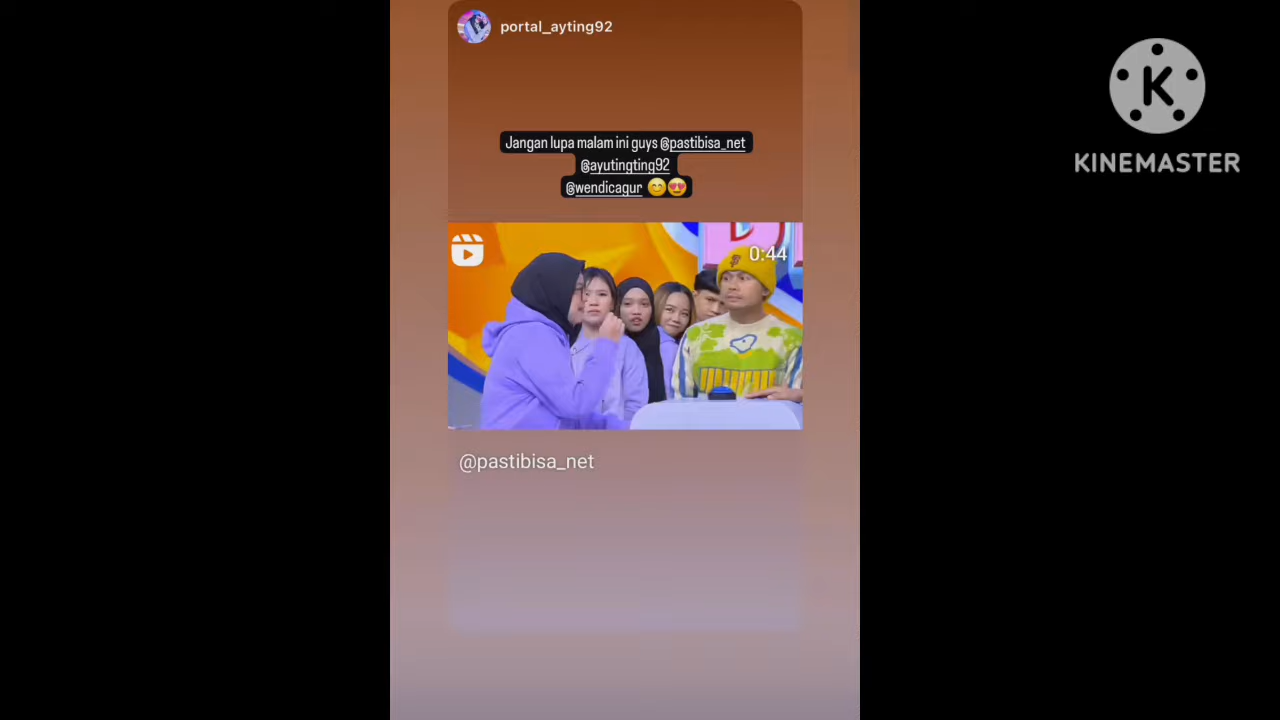 portal_ayting92
KINEMASTER
Jangan lupa malam ini guys @pastibisa_net
@ayutingting92
@wendicagur 😊😍
0:44
@pastibisa_net